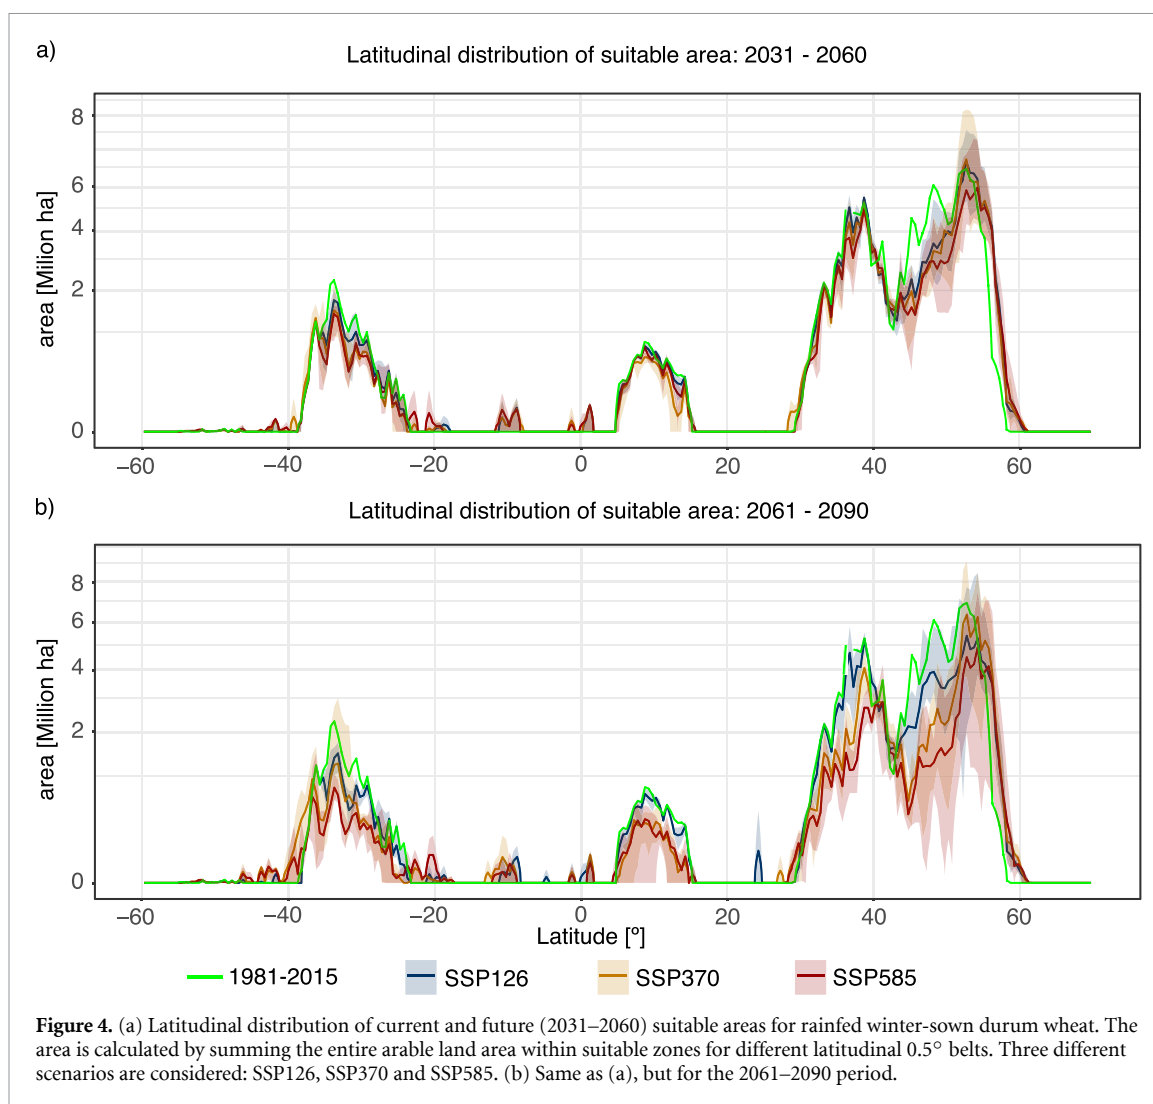 a)
Latitudinal distribution of suitable area: 2031 - 2060
area [Milion ha]
8
6
4
2
0
−60
−40
−20
0
20
40
60
b)
Latitudinal distribution of suitable area: 2061 - 2090
area [Million ha]
8
6
4
2
0
−60
−40
−20
0
20
40
60
Latitude [º]
1981-2015
SSP126
SSP370
SSP585
Figure 4. (a) Latitudinal distribution of current and future (2031–2060) suitable areas for rainfed winter-sown durum wheat. The
area is calculated by summing the entire arable land area within suitable zones for different latitudinal 0.5° belts. Three different
scenarios are considered: SSP126, SSP370 and SSP585. (b) Same as (a), but for the 2061–2090 period.